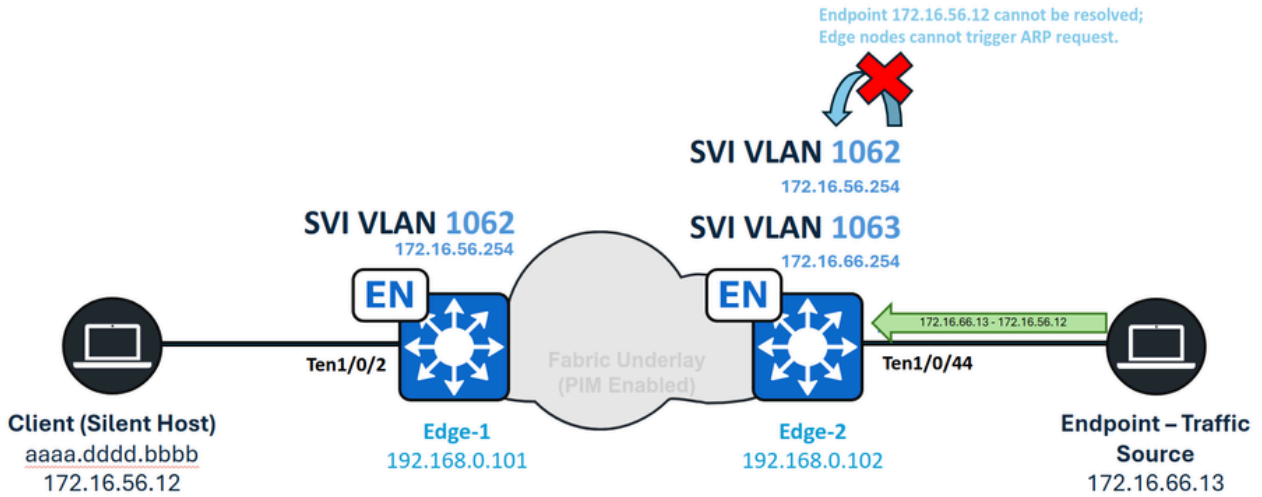 Endpoint 172.16.56.12 cannot be resolved;
Edge nodes cannot trigger ARP request.
SVI VLAN 1062
172.16.56.254
SVI VLAN 1062
172.16.56.254
SVI VLAN 1063
172.16.66.254
EN
EN
172.16.66.13 - 172.16.56.12
Ten1/0/2
Fabric Underlay
(PIM Enabled)
Ten1/0/44
Client (Silent Host)
aaaa.dddd.bbbb
172.16.56.12
Edge-1
192.168.0.101
Edge-2
192.168.0.102
Endpoint – Traffic
Source
172.16.66.13